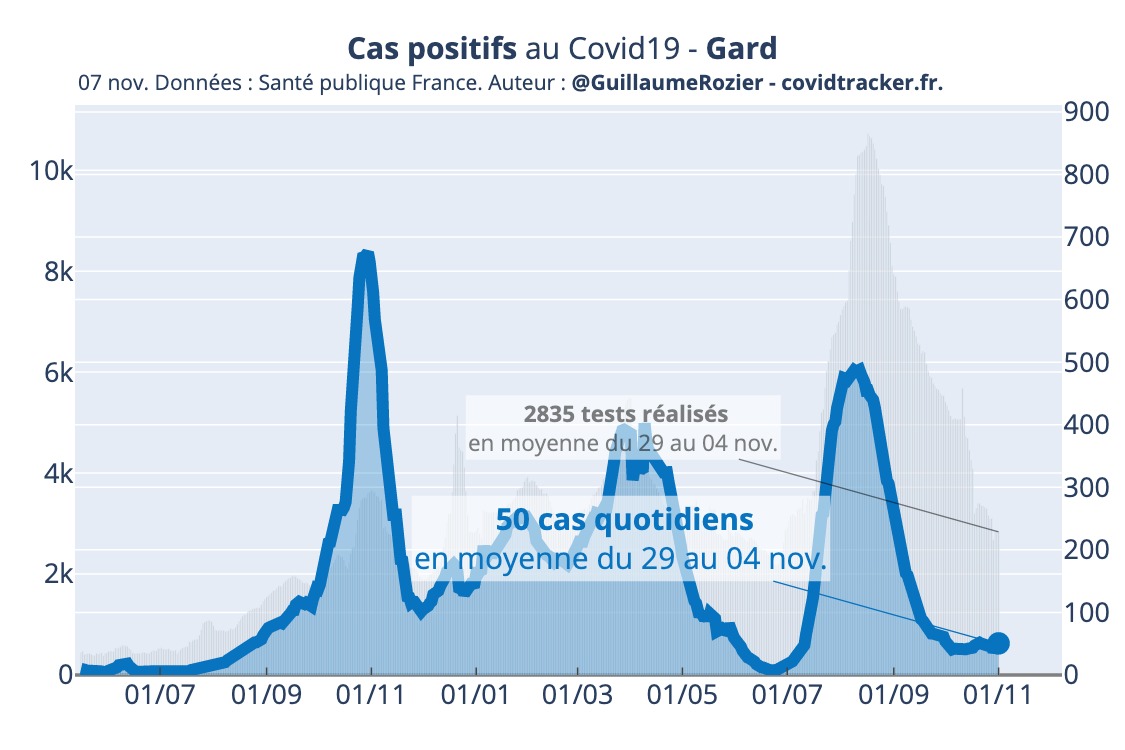 Cas positifs au Covid19 - Gard
07 nov. Données : Santé publique France. Auteur : @GuillaumeRozier - covidtracker.fr.
900
10k
800
700
8k
600
6k
500
2835 tests réalisés
400
en moyenne du 29 au 04 nov.
4k
300
50 cas quotidiens
200
en moyenne du 29 au 04 nov.
2k
100
0
0
01/07 01/09 01/11 01/01 01/03 01/05 01/07 01/09 01/11